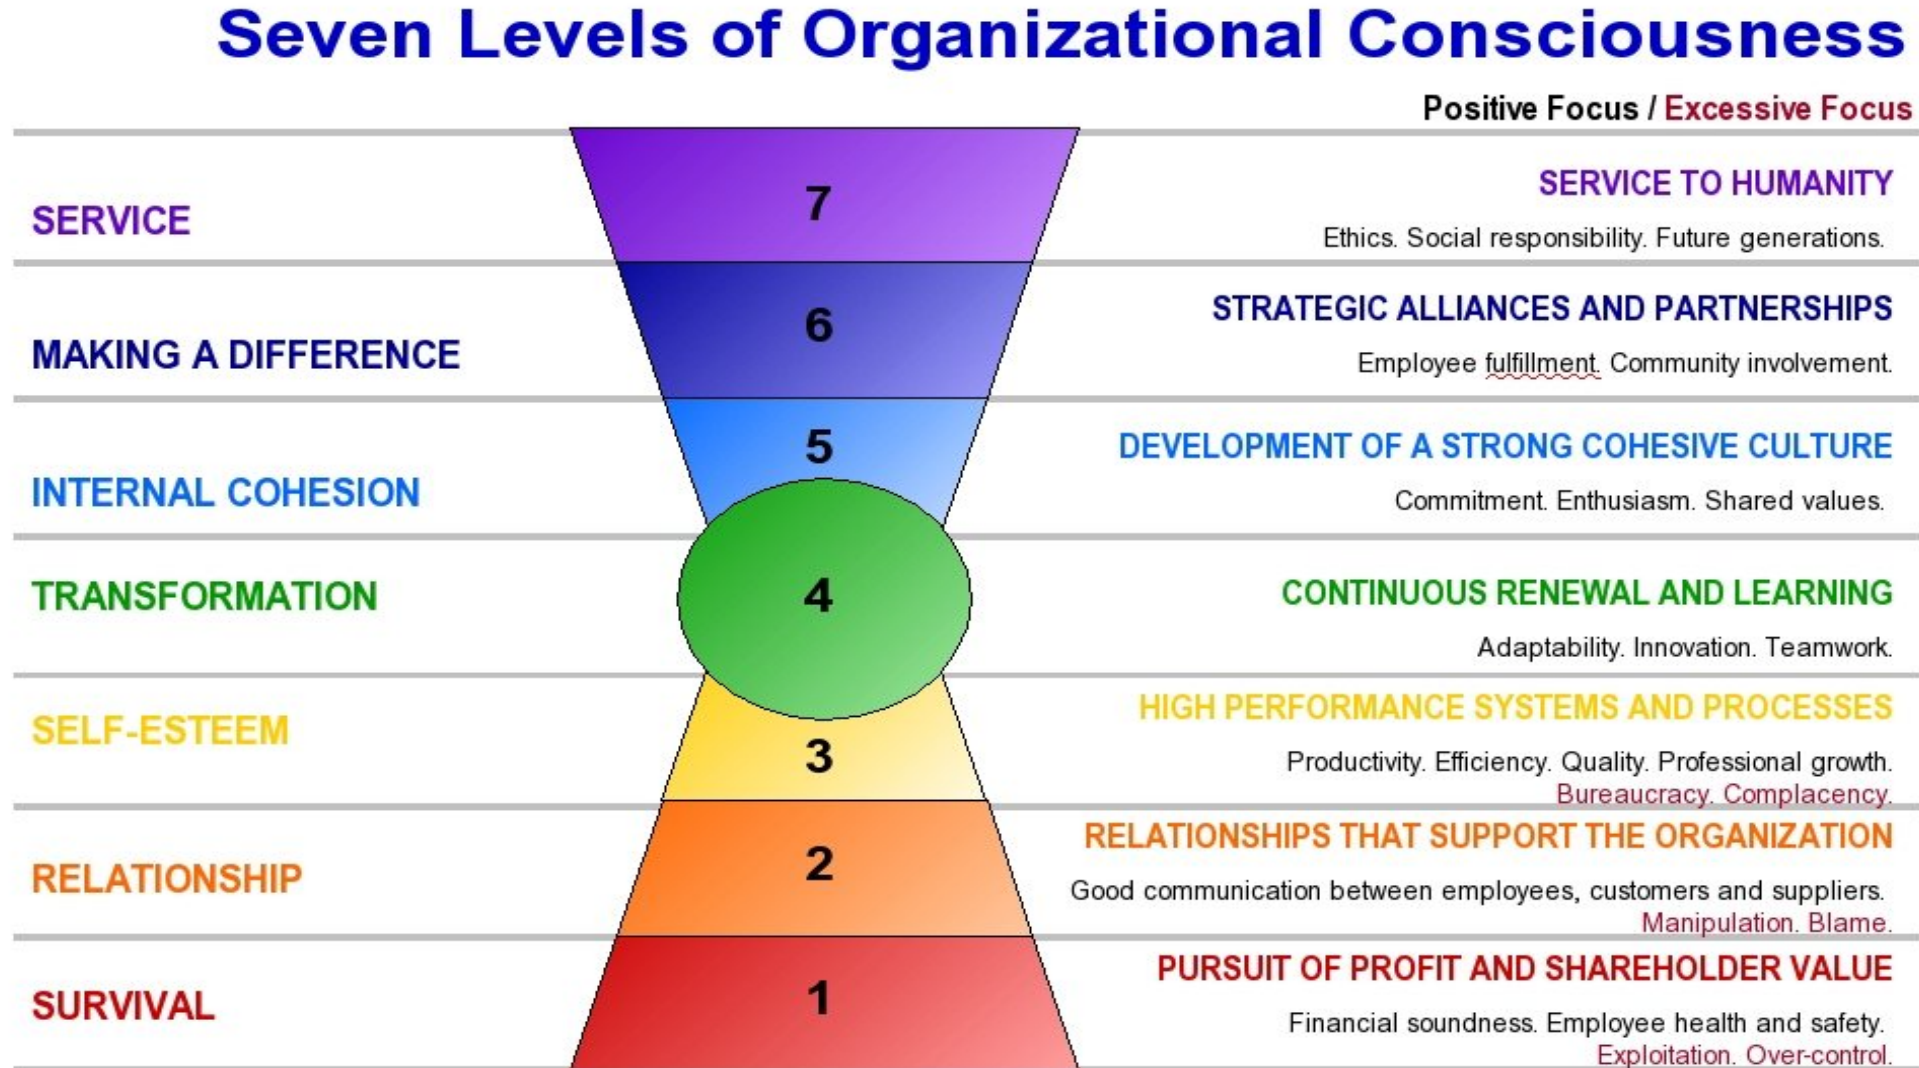 Seven Levels of Organizational Consciousness
Positive Focus / Excessive Focus
SERVICE
7
SERVICE TO HUMANITY
Ethics. Social responsibility. Future generations.
MAKING A DIFFERENCE
6
STRATEGIC ALLIANCES AND PARTNERSHIPS
Employee fulfillment. Community involvement.
INTERNAL COHESION
5
DEVELOPMENT OF A STRONG COHESIVE CULTURE
Commitment. Enthusiasm. Shared values.
TRANSFORMATION
4
CONTINUOUS RENEWAL AND LEARNING
Adaptability. Innovation. Teamwork.
SELF-ESTEEM
3
HIGH PERFORMANCE SYSTEMS AND PROCESSES
Productivity. Efficiency. Quality. Professional growth.
Bureaucracy. Complacency.
RELATIONSHIP
2
RELATIONSHIPS THAT SUPPORT THE ORGANIZATION
Good communication between employees, customers and suppliers.
Manipulation. Blame.
SURVIVAL
1
PURSUIT OF PROFIT AND SHAREHOLDER VALUE
Financial soundness. Employee health and safety.
Exploitation. Over-control.